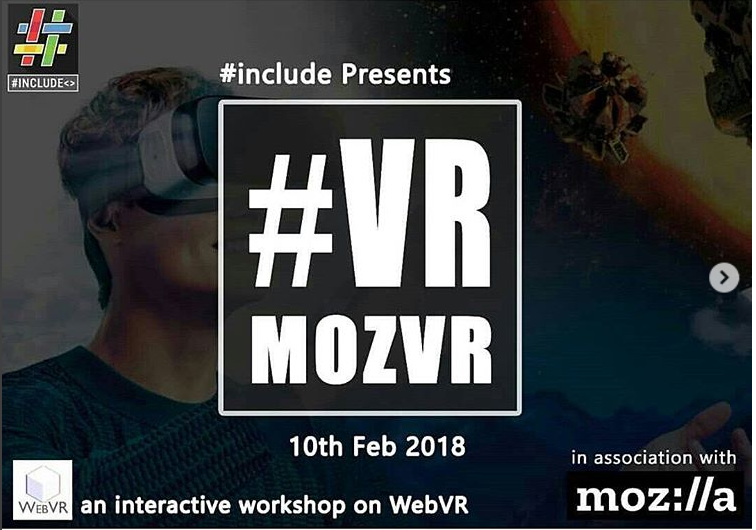 #INCLUDE<>
#include Presents
#VR
MOZVR
10th Feb 2018
in association with
moz://a
WEBVR
an interactive workshop on WebVR